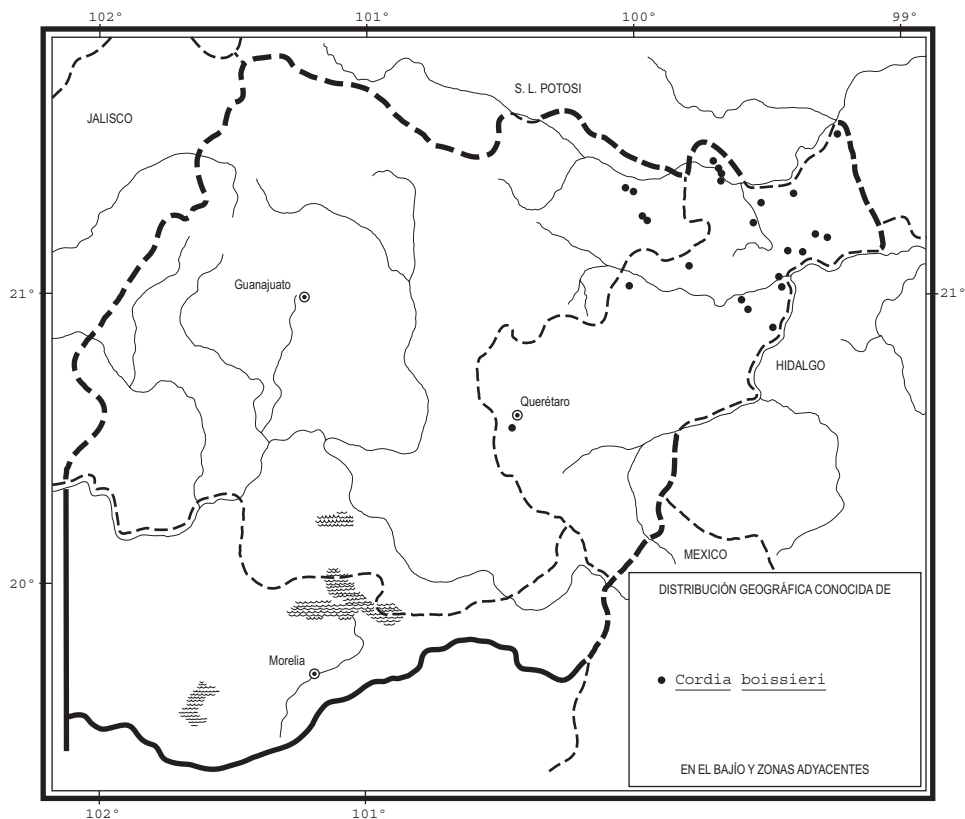 102° 101° 100° 99°
S. L. POTOSI
JALISCO
Guanajuato
21° 21°
HIDALGO
Querétaro
MEXICO
20°
DISTRIBUCIÓN GEOGRÁFICA CONOCIDA DE
Morelia
Cordia boissieri
EN EL BAJÍO Y ZONAS ADYACENTES
102° 101°